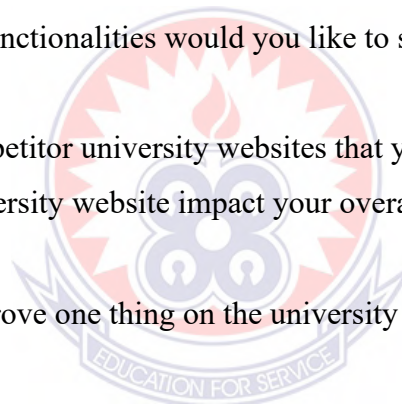 nctionalities would you like to s
petitor university websites that y
ersity website impact your overa
rove one thing on the university
EDUCATION FOR SERVICE